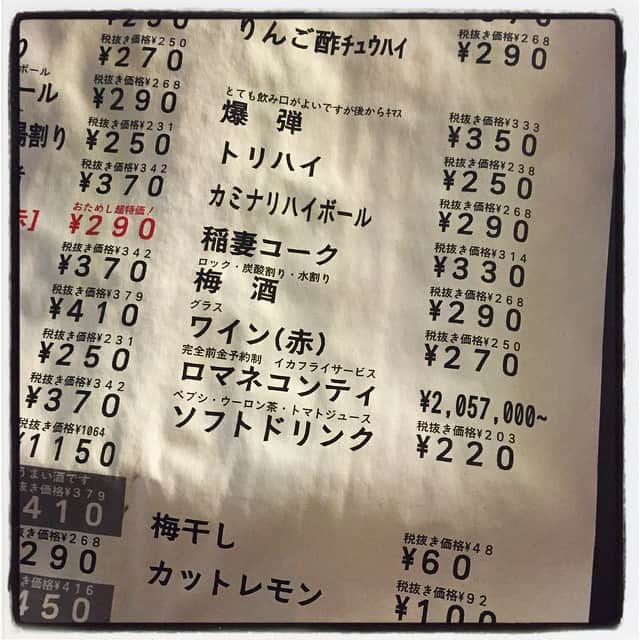 税抜き価格¥250
¥270
ボール
税抜き価格¥268
ール ¥290
税抜き価格¥231
湯割り ¥250
税抜き価格¥342
¥370
おためし超特価!
¥290
税抜き価格¥342
¥370
税抜き価格¥379
¥410
税抜き価格¥231
¥250
税抜き価格¥342
¥370
税抜き価格¥1064
¥1150
うまい酒です
抜き価格¥379
410
抜き価格¥268
290
き価格¥416
450
りんご酢チュウハイ
税抜き価格¥268
¥290
とても飲み口がよいですが後からキマス
爆弾
税抜き価格¥333
¥350
トリハイ
税抜き価格¥238
¥250
カミナリハイボール
税抜き価格¥268
¥290
稲妻コーク
税抜き価格¥314
¥330
ロック・炭酸割り・水割り
梅酒
税抜き価格¥268
¥290
グラス
ワイン(赤)
税抜き価格¥250
¥270
完全前金予約制 イカフライサービス
ロマネコンティ
¥2,057,000~
ペプシ・ウーロン茶・トマトジュース
ソフトドリンク
税抜き価格¥203
¥220
梅干し
税抜き価格¥48
¥60
カットレモン
税抜き価格¥92
¥100